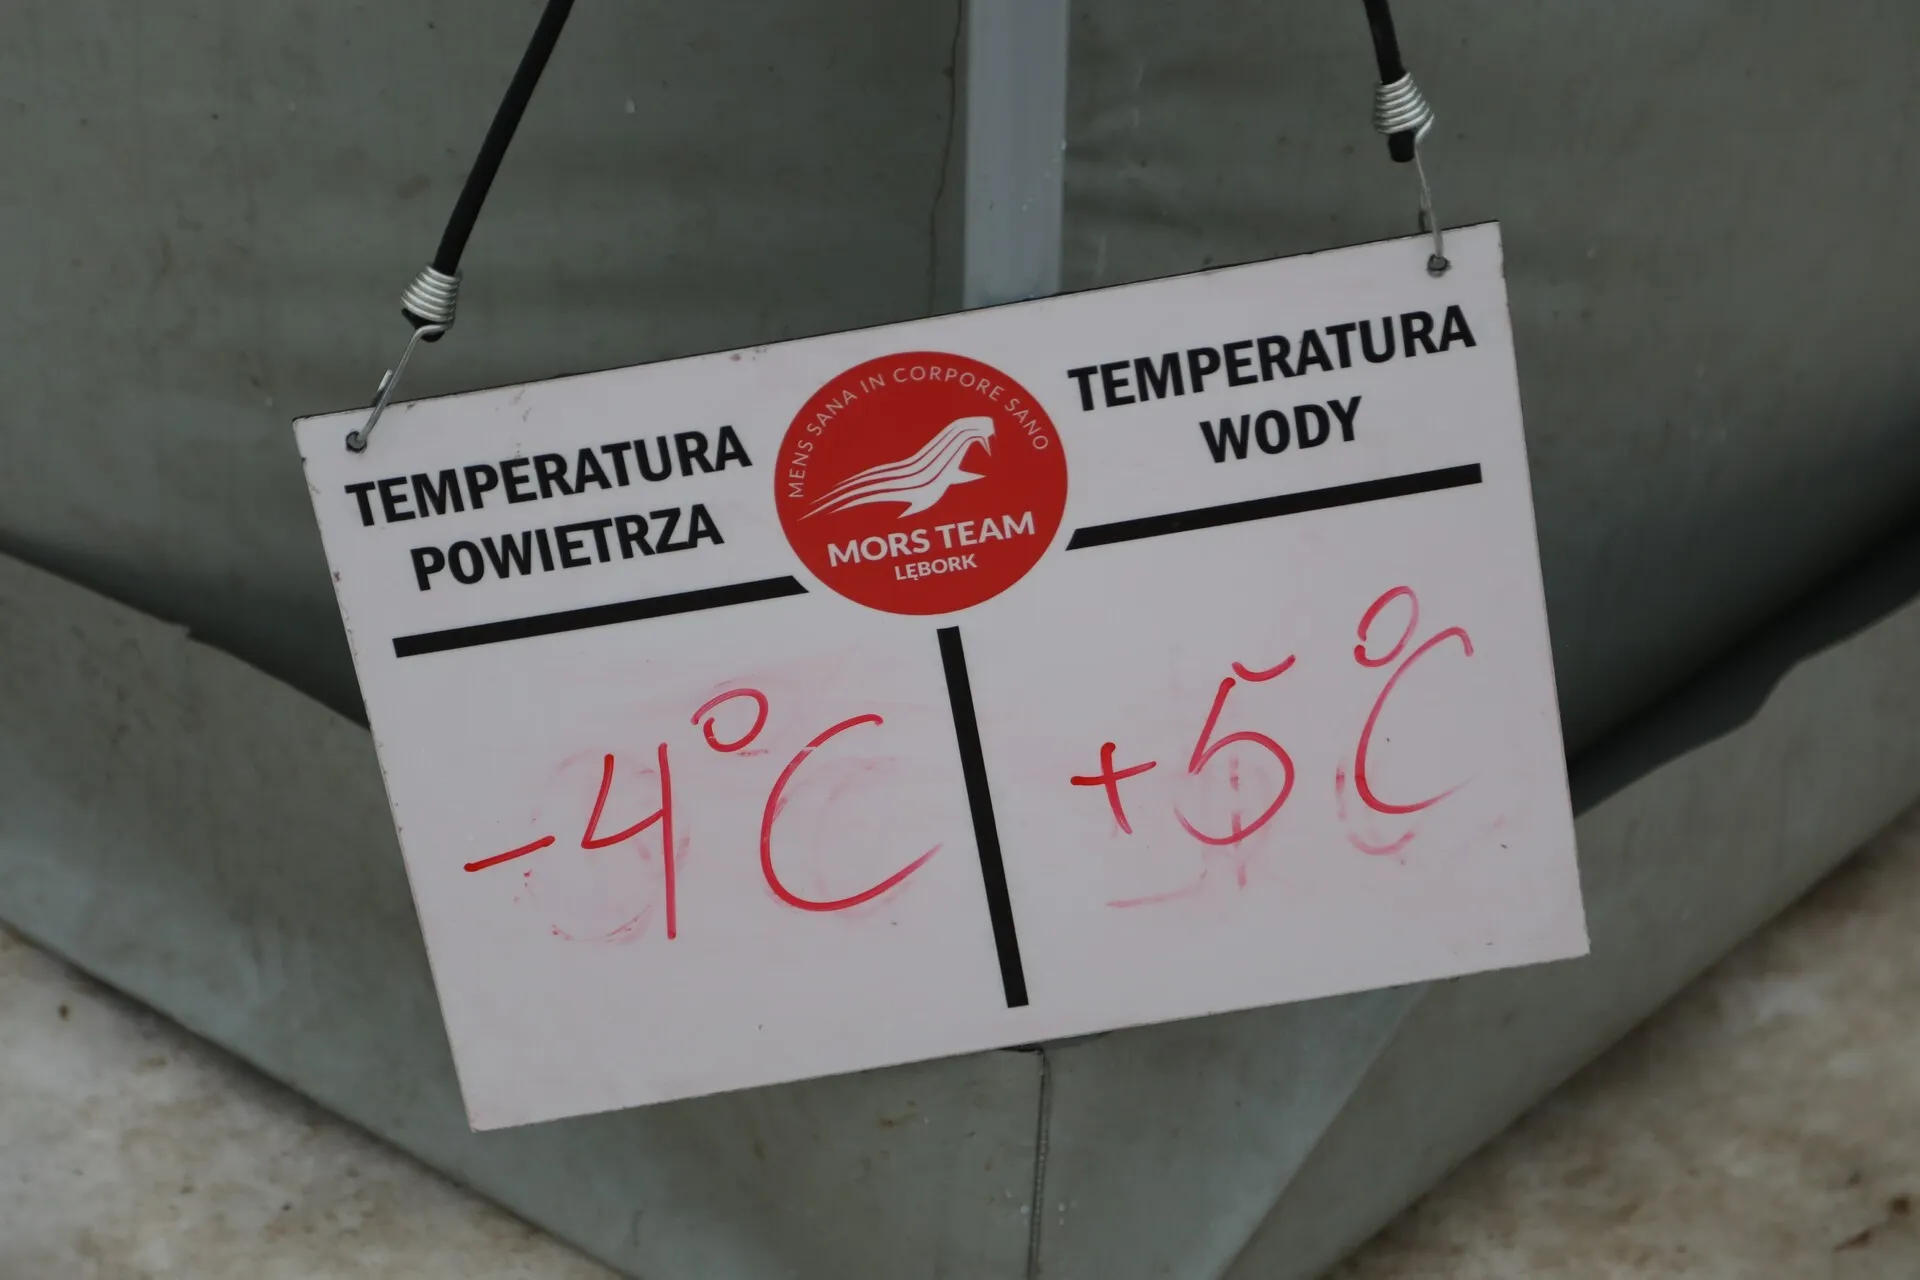 TEMPERATURA
POWIETRZA
MENS SANA IN CORPORE SANO
MORS TEAM
LĘBORK
TEMPERATURA
WODY
-4°C
+5°C